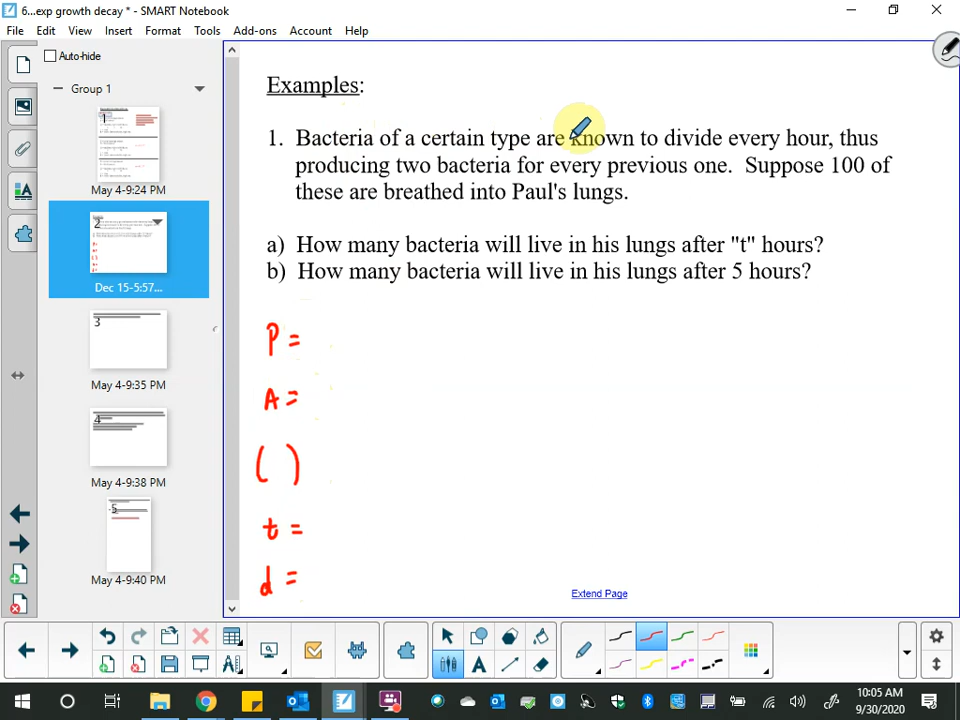 6...exp growth decay * - SMART Notebook
File Edit View Insert Format Tools Add-ons Account Help
Auto-hide
Group 1
1
May 4-9:24 PM
2
Dec 15-5:57...
3
May 4-9:35 PM
4
May 4-9:38 PM
5
May 4-9:40 PM
Examples:
1. Bacteria of a certain type are known to divide every hour, thus
producing two bacteria for every previous one. Suppose 100 of
these are breathed into Paul's lungs.
a) How many bacteria will live in his lungs after "t" hours?
b) How many bacteria will live in his lungs after 5 hours?
P =
A =
( )
t =
d =
Extend Page
10:05 AM
9/30/2020